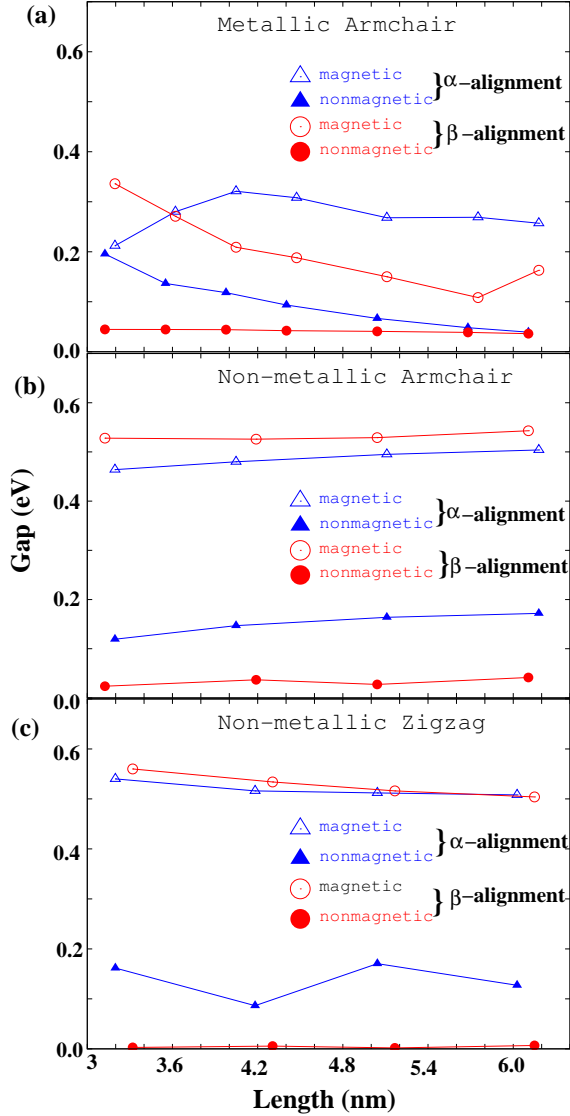 (a)
Metallic Armchair
0.6
magnetic
nonmagnetic
}α-alignment
magnetic
nonmagnetic
}β-alignment
0.4
0.2
0.0
(b)
Non-metallic Armchair
0.6
magnetic
nonmagnetic
}α-alignment
magnetic
nonmagnetic
}β-alignment
0.4
0.2
0.0
Gap (eV)
(c)
Non-metallic Zigzag
0.6
magnetic
nonmagnetic
}α-alignment
magnetic
nonmagnetic
}β-alignment
0.4
0.2
0.0
3 3.6 4.2 4.8 5.4 6.0
Length (nm)